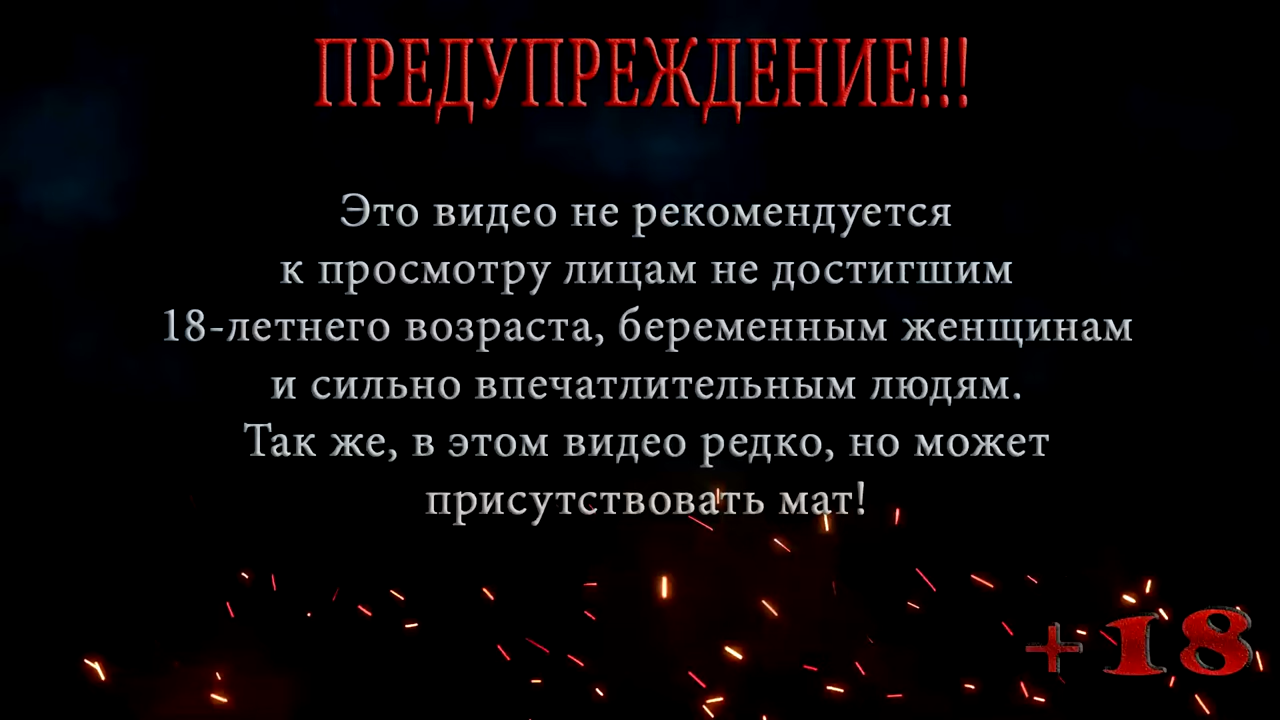 ПРЕДУПРЕЖДЕНИЕ!!!
Это видео не рекомендуется
к просмотру лицам не достигшим
18-летнего возраста, беременным женщинам
и сильно впечатлительным людям.
Так же, в этом видео редко, но может
присутствовать мат!
+18